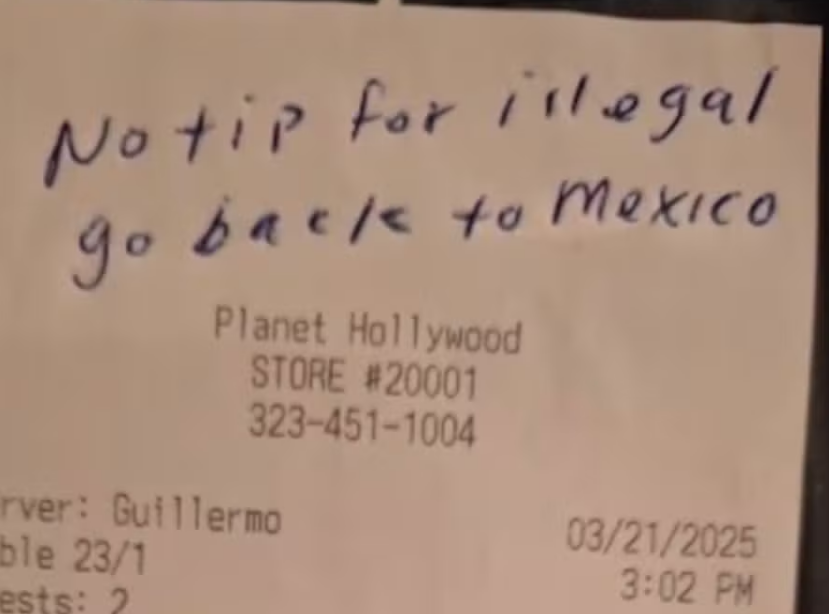 No tip for illegal
go back to Mexico
Planet Hollywood
STORE #20001
323-451-1004
rver: Guillermo
03/21/2025
ble 23/1
3:02 PM
ests: 2